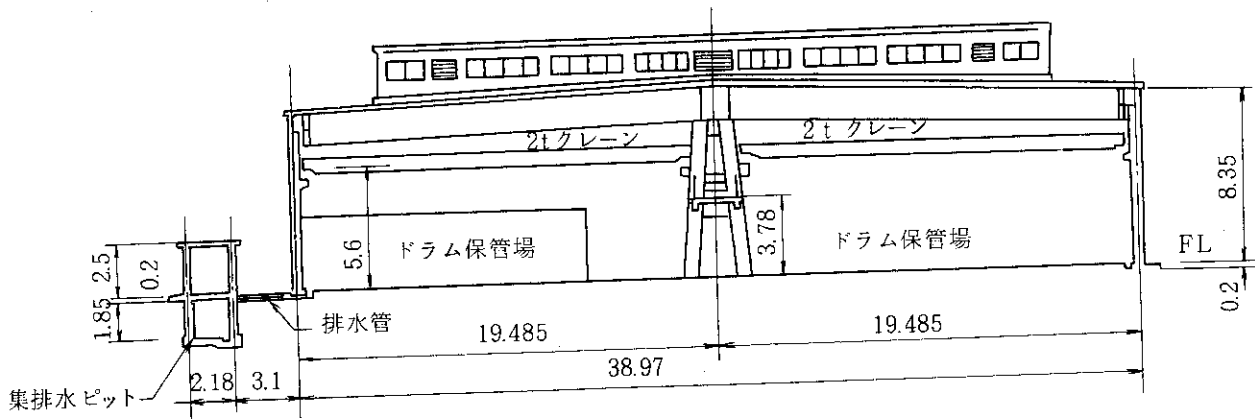 2tクレーン
2tクレーン
8.35
ドラム保管場
5.6
3.78
ドラム保管場
FL
0.2
2.5
0.2
1.85
排水管
19.485
19.485
38.97
2.18
3.1
集排水ピット